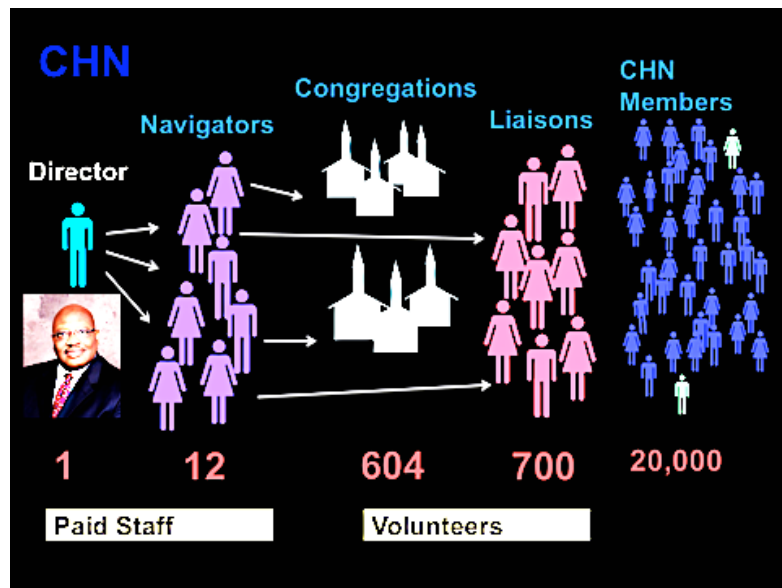 CHN
Director
Navigators
Congregations
Liaisons
CHN
Members
1
12
604
700
20,000
Paid Staff
Volunteers